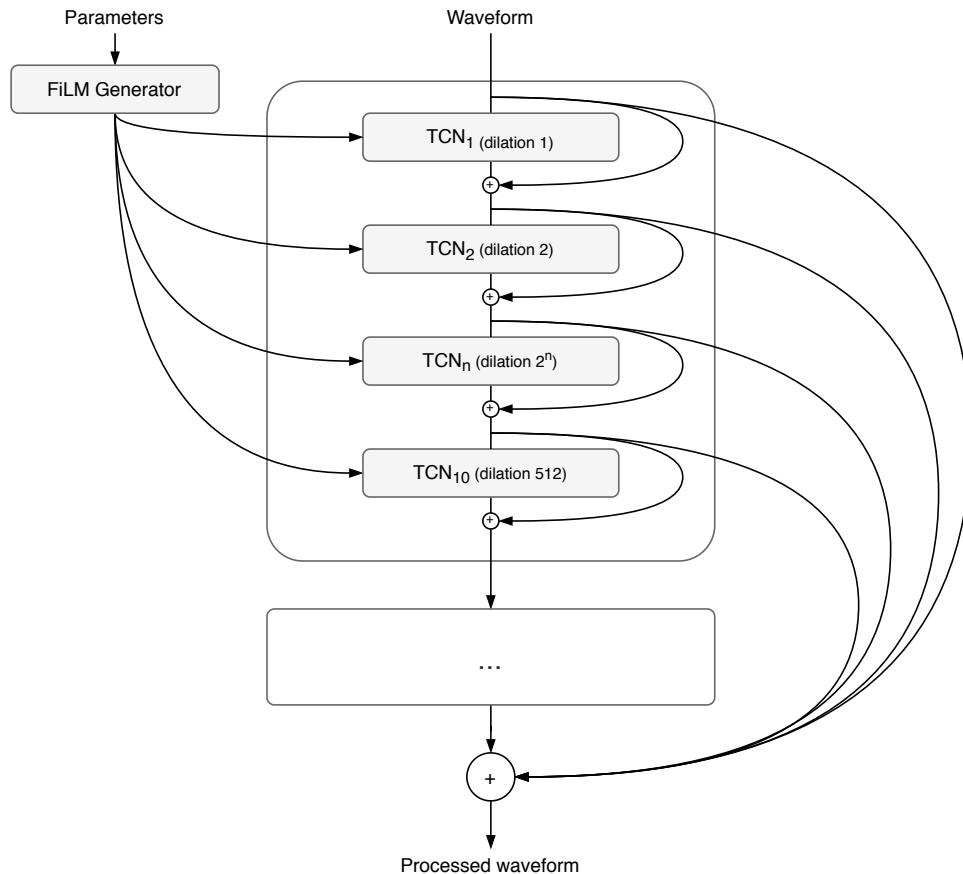 Parameters
Waveform
FiLM Generator
TCN₁ (dilation 1)
+
TCN₂ (dilation 2)
+
TCNₙ (dilation 2ⁿ)
+
TCN₁₀ (dilation 512)
+
...
+
Processed waveform